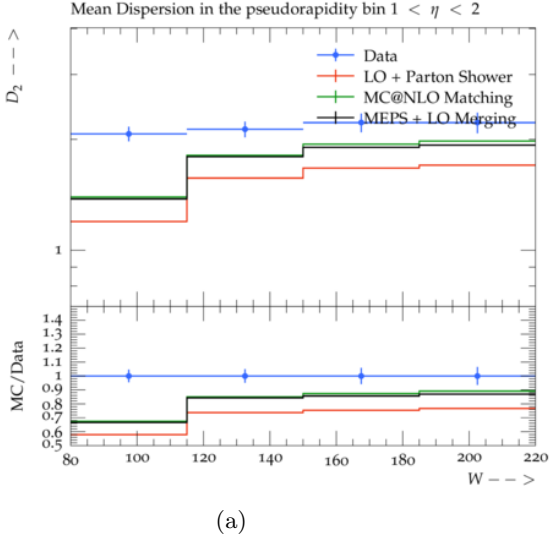 Mean Dispersion in the pseudorapidity bin 1 < η < 2
D₂ −− >
Data
LO + Parton Shower
MC@NLO Matching
MEPS + LO Merging
1
MC/Data
1.4
1.3
1.2
1.1
1
0.9
0.8
0.7
0.6
0.5
80 100 120 140 160 180 200 220
W −− >
(a)